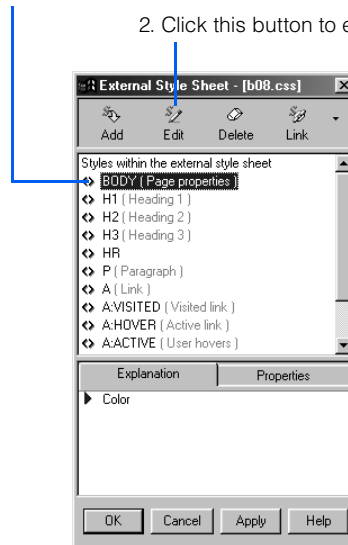 2. Click this button to e
External Style Sheet - [b08.css]
Add Edit Delete Link
Styles within the external style sheet
BODY ( Page properties )
H1 ( Heading 1 )
H2 ( Heading 2 )
H3 ( Heading 3 )
HR
P ( Paragraph )
A ( Link )
A:VISITED ( Visited link )
A:HOVER ( Active link )
A:ACTIVE ( User hovers )
Explanation Properties
Color
OK Cancel Apply Help